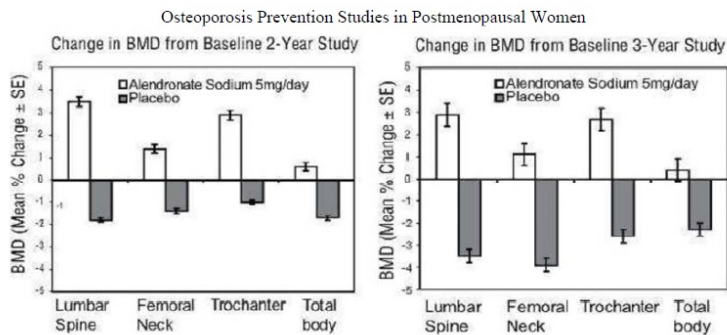 Osteoporosis Prevention Studies in Postmenopausal Women
Change in BMD from Baseline 2-Year Study
BMD (Mean % Change ± SE)
5
4
3
2
1
0
-1
-1
-2
-3
-4
-5
Alendronate Sodium 5mg/day
Placebo
Lumbar Spine
Femoral Neck
Trochanter
Total body
Change in BMD from Baseline 3-Year Study
BMD (Mean % Change ± SE)
5
4
3
2
1
0
-1
-2
-3
-4
-5
Alendronate Sodium 5mg/day
Placebo
Lumbar Spine
Femoral Neck
Trochanter
Total body